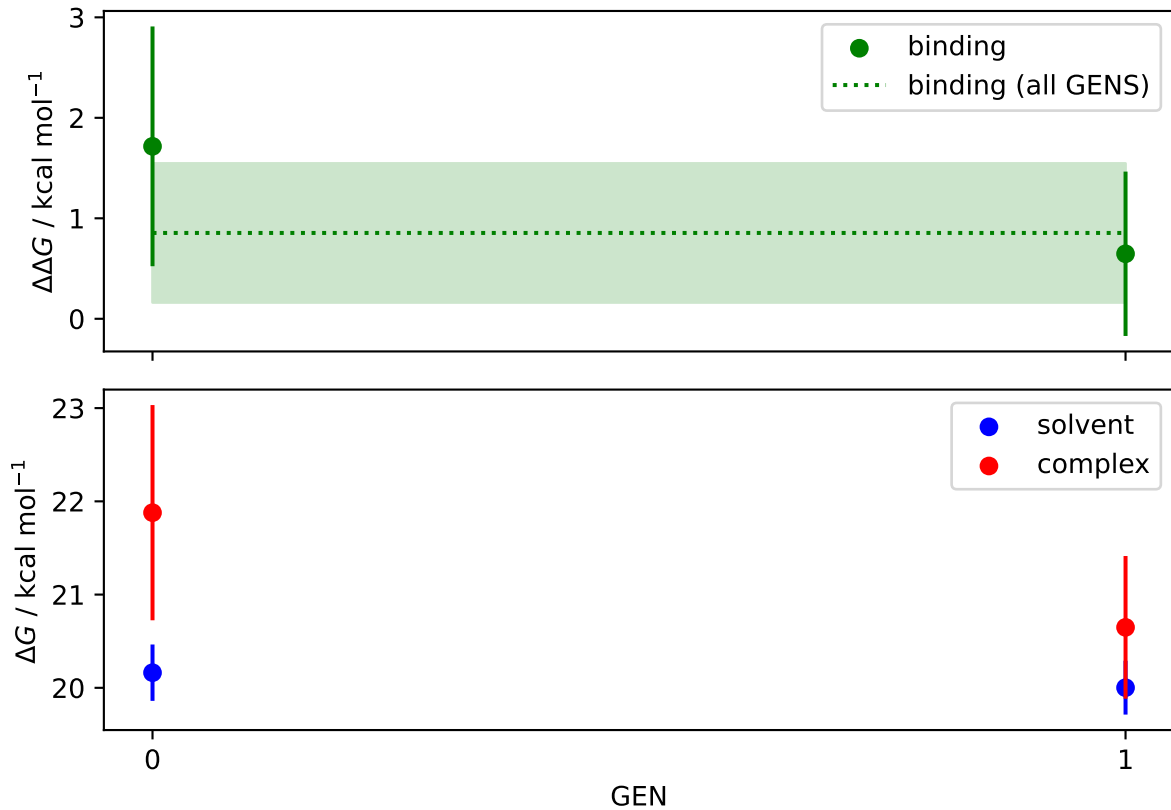 3
2
1
0
ΔΔG / kcal mol⁻¹
binding
binding (all GENS)
23
22
21
20
ΔG / kcal mol⁻¹
solvent
complex
0 1
GEN